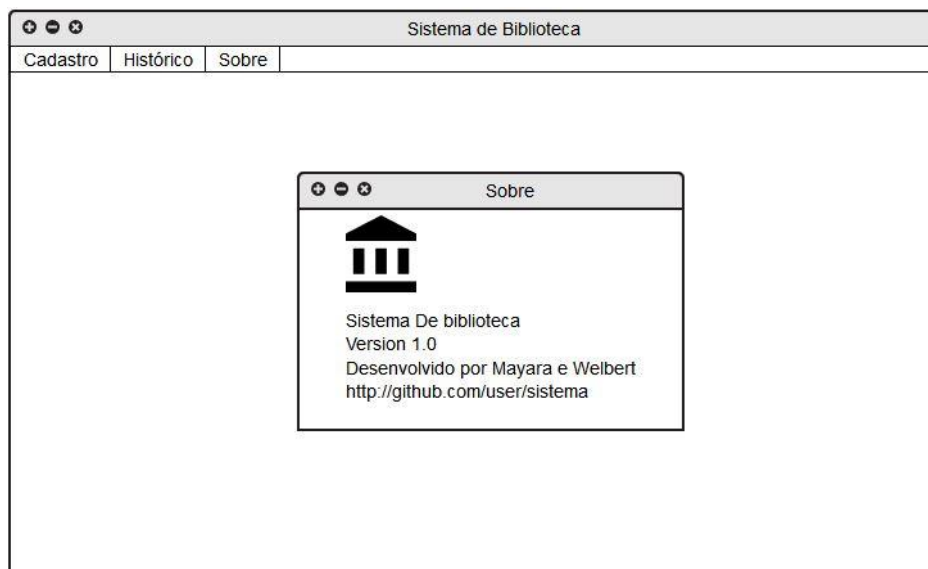 Sistema de Biblioteca
Cadastro Histórico Sobre
Sobre
Sistema De biblioteca
Version 1.0
Desenvolvido por Mayara e Welbert
http://github.com/user/sistema